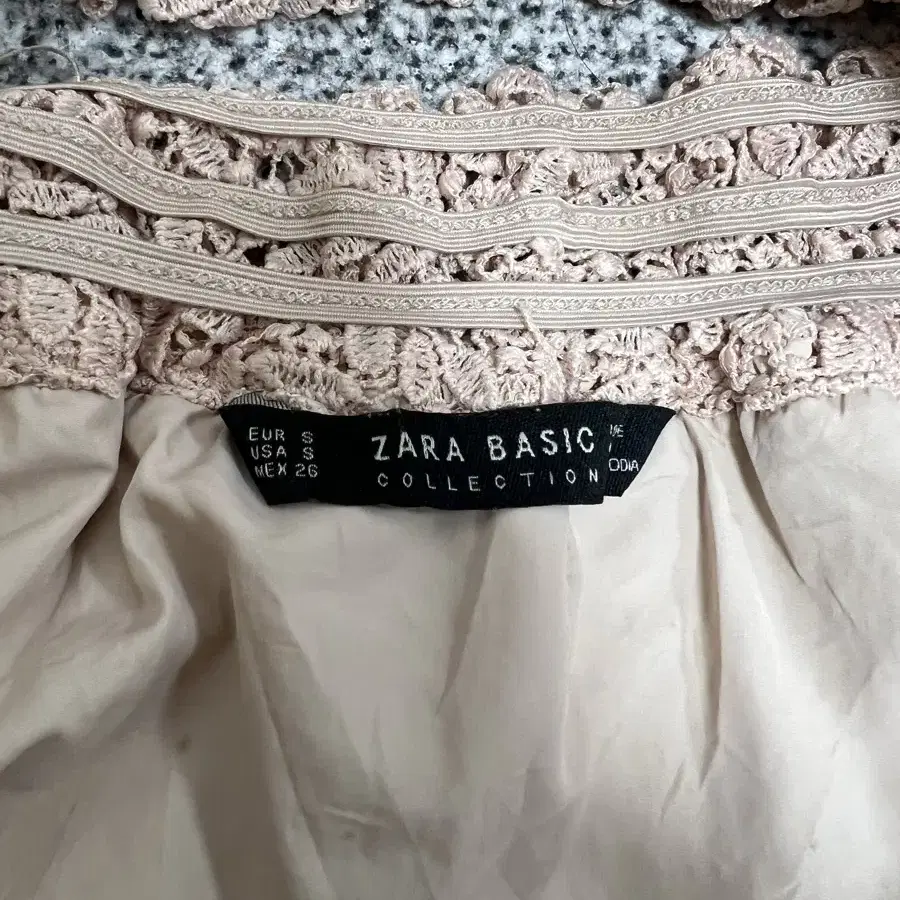 EUR S
USA S
MEX 26
ZARA BASIC
COLLECTION